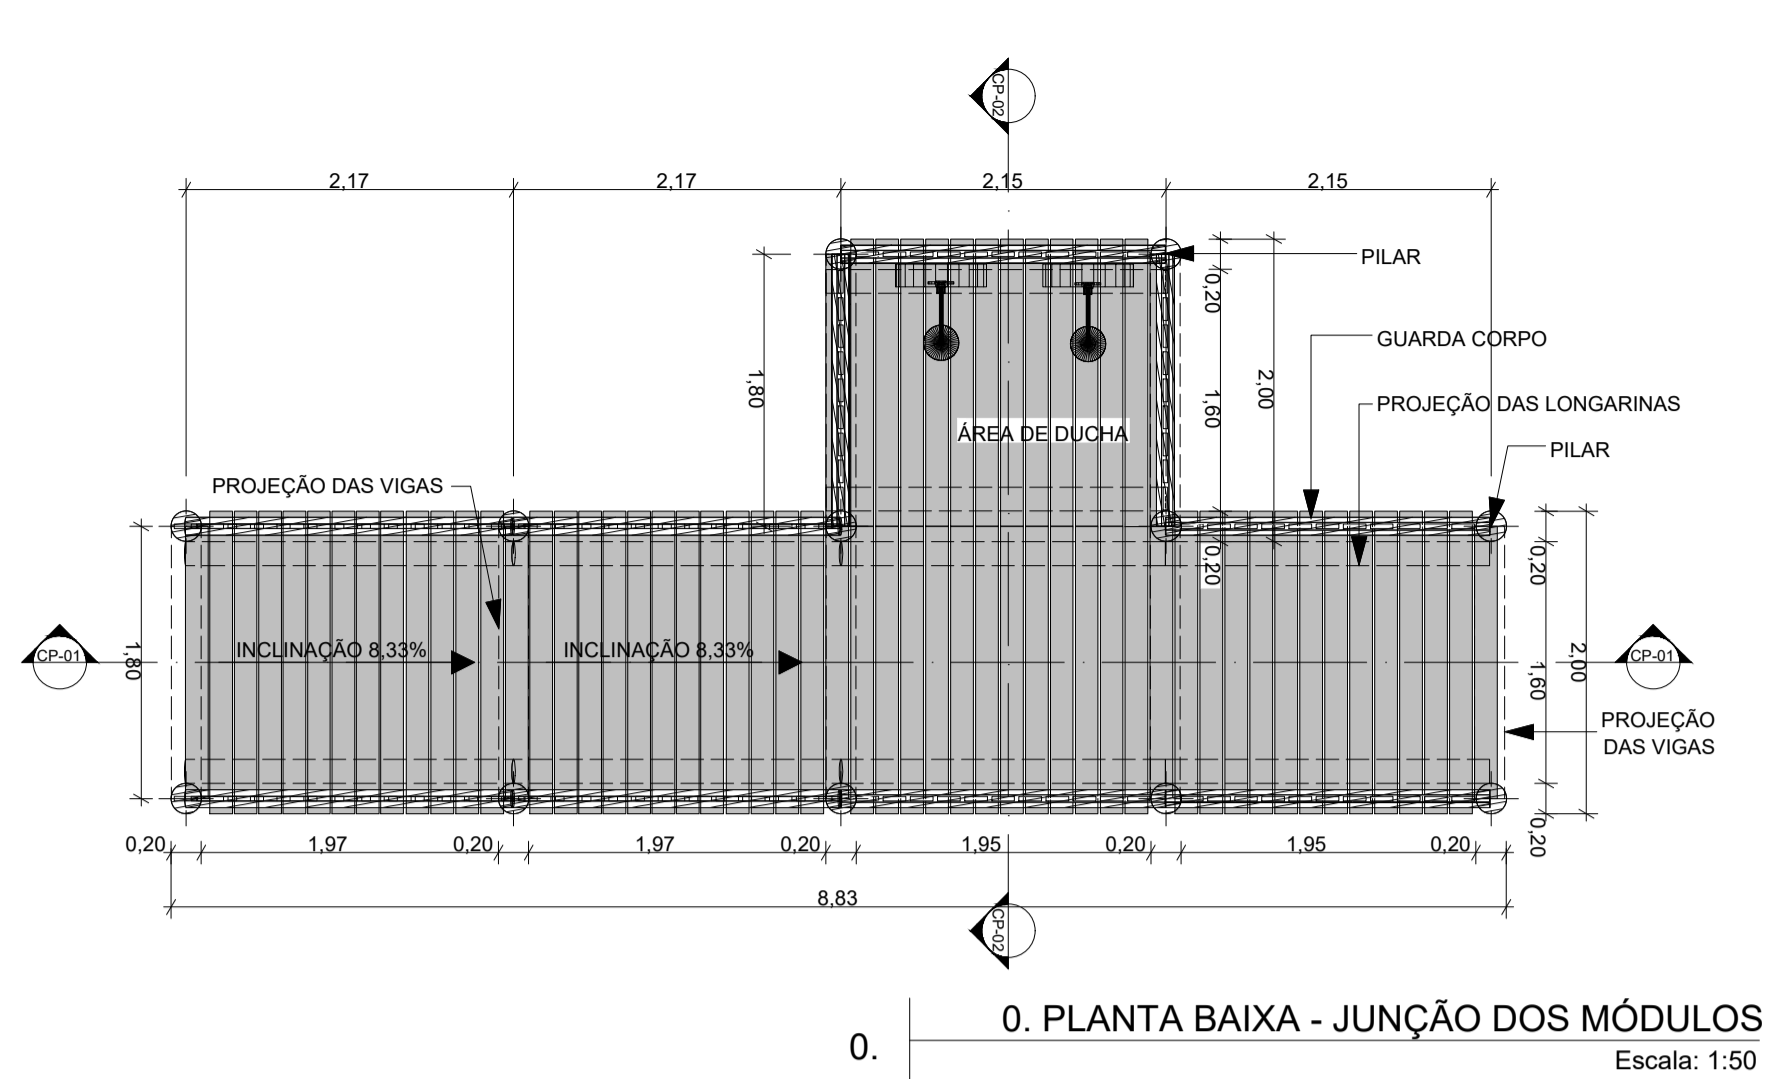 CP-02
2,17
2,17
2,15
2,15
PILAR
0,20
GUARDA CORPO
1,80
1,60
2,00
PROJEÇÃO DAS LONGARINAS
ÁREA DE DUCHA
PILAR
PROJEÇÃO DAS VIGAS
0,20
0,20
INCLINAÇÃO 8,33%
INCLINAÇÃO 8,33%
CP-01
1,80
1,60
2,00
CP-01
PROJEÇÃO
DAS VIGAS
0,20
1,97
0,20
1,97
0,20
1,95
0,20
1,95
0,20
0,20
8,83
CP-02
0. PLANTA BAIXA - JUNÇÃO DOS MÓDULOS
0.
Escala: 1:50